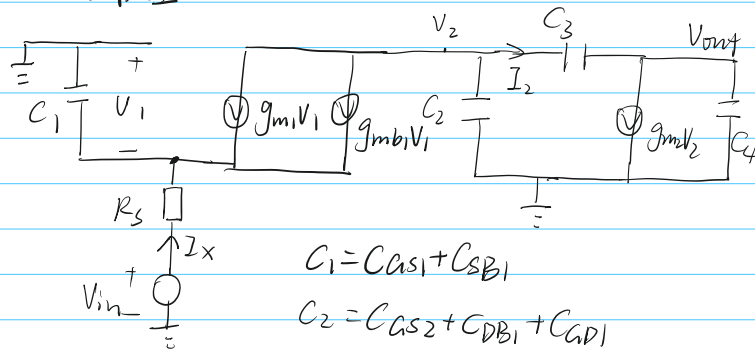 V2 C3 Vout
+ I2
C1 V1 gm1V1 gmb1V1 C2 gm2V2 C4
−
Rs
Ix
+
Vin −
C1 = CGS1 + CSB1
C2 = CGS2 + CDB1 + CGD1